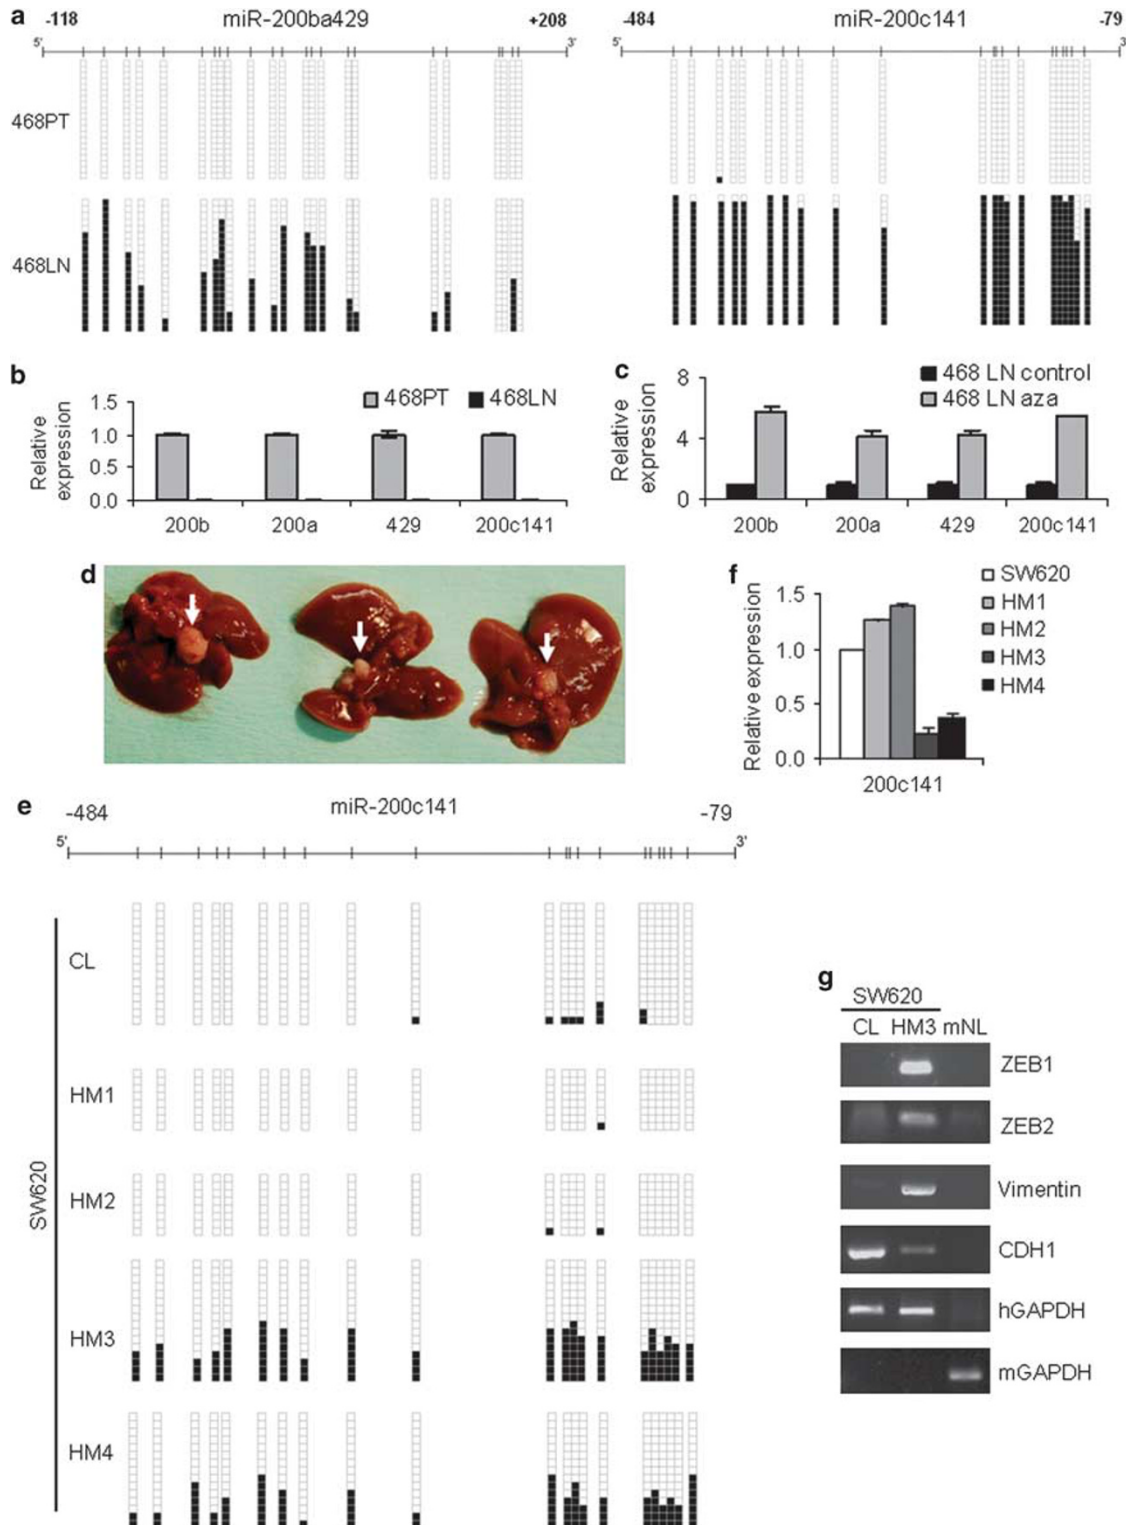 a
-118 miR-200ba429 +208
5' 3'
-484 miR-200c141 -79
5' 3'
468PT
468LN
b
468PT 468LN
Relative expression
1.5
1.0
0.5
0.0
200b 200a 429 200c141
c
468 LN control
468 LN aza
Relative expression
8
4
0
200b 200a 429 200c141
d
f
SW620
HM1
HM2
HM3
HM4
Relative expression
1.5
1.0
0.5
0.0
200c141
e
-484 miR-200c141 -79
5' 3'
SW620
CL
HM1
HM2
HM3
HM4
g
SW620
CL HM3 mNL
ZEB1
ZEB2
Vimentin
CDH1
hGAPDH
mGAPDH